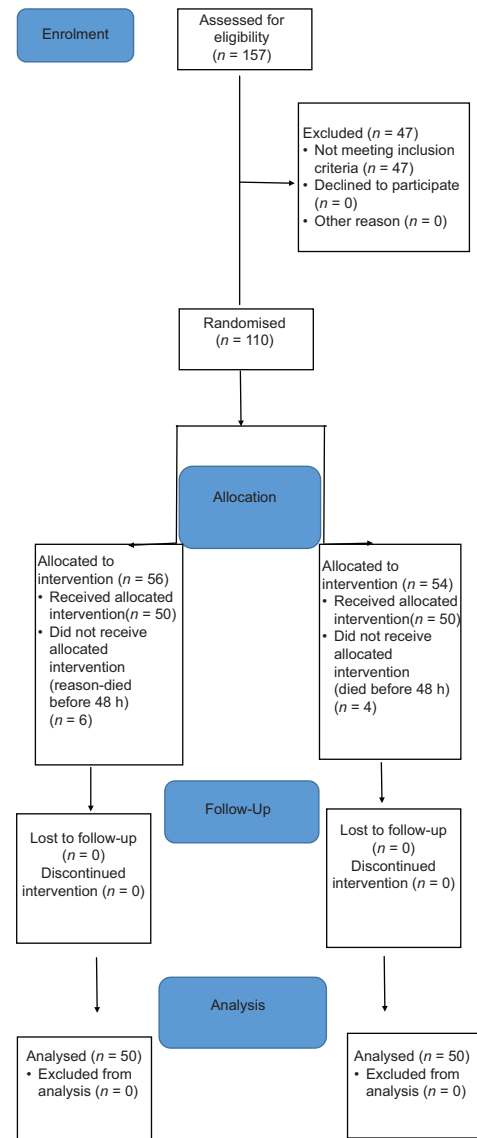 Enrolment
Assessed for
eligibility
(n = 157)
Excluded (n = 47)
• Not meeting inclusion
criteria (n = 47)
• Declined to participate
(n = 0)
• Other reason (n = 0)
Randomised
(n = 110)
Allocation
Allocated to
intervention (n = 56)
• Received allocated
intervention(n = 50)
• Did not receive
allocated
intervention
(reason-died
before 48 h)
(n = 6)
Allocated to
intervention (n = 54)
• Received allocated
intervention(n = 50)
• Did not receive
allocated
intervention
(died before 48 h)
(n = 4)
Follow-Up
Lost to follow-up
(n = 0)
Discontinued
intervention (n = 0)
Lost to follow-up
(n = 0)
Discontinued
intervention (n = 0)
Analysis
Analysed (n = 50)
• Excluded from
analysis (n = 0)
Analysed (n = 50)
• Excluded from
analysis (n = 0)